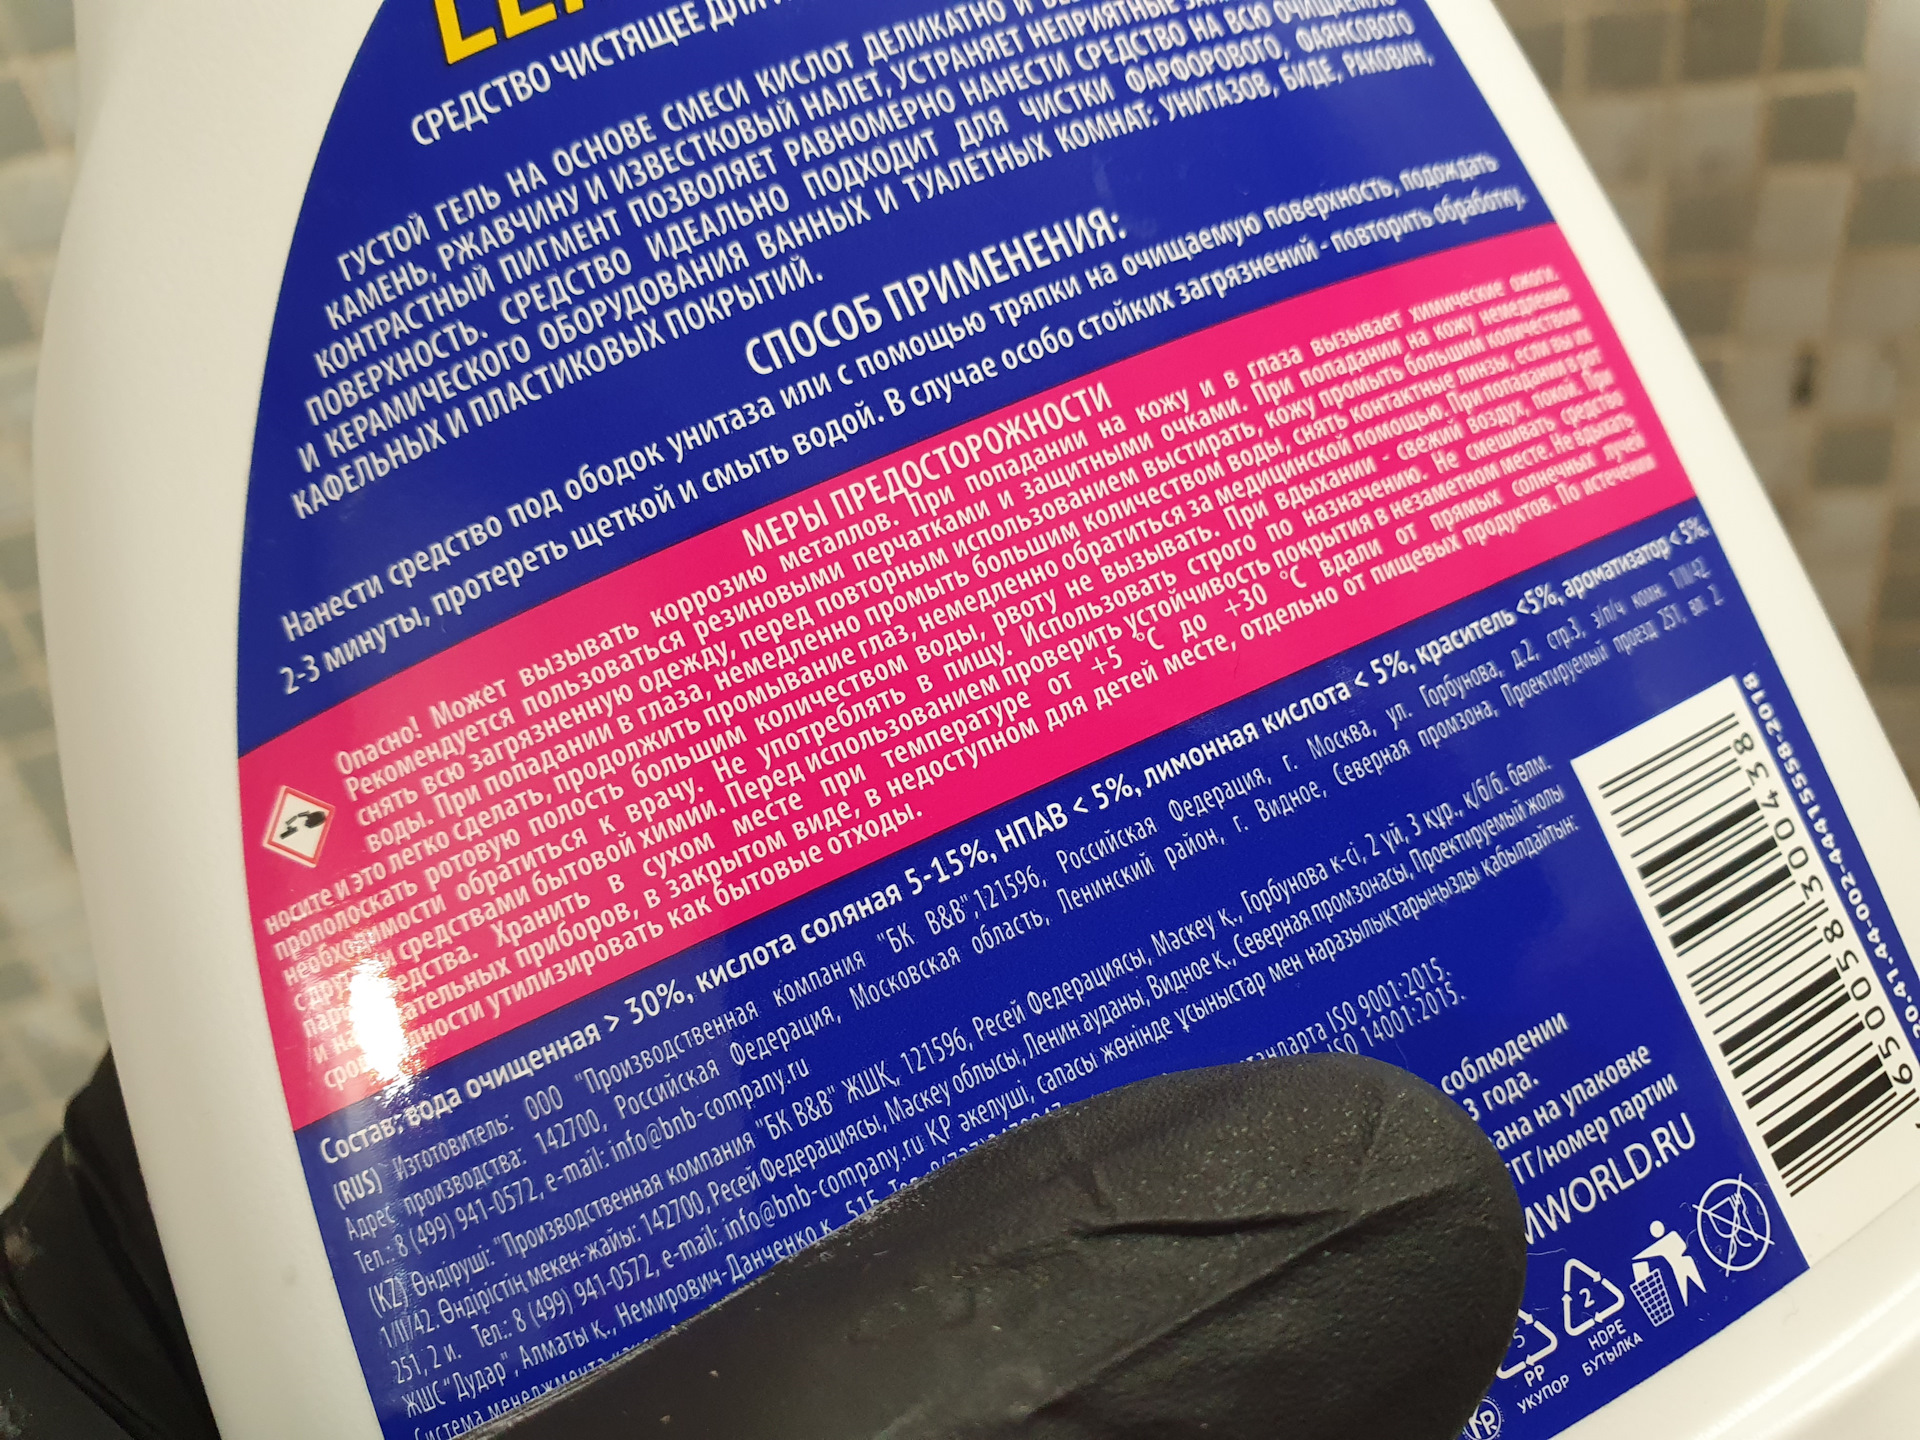 СРЕДСТВО ЧИСТЯЩЕЕ ДЛЯ
ГУСТОЙ ГЕЛЬ НА ОСНОВЕ СМЕСИ КИСЛОТ ДЕЛИКАТНО И
КАМЕНЬ, РЖАВЧИНУ И ИЗВЕСТКОВЫЙ НАЛЕТ, УСТРАНЯЕТ НЕПРИЯТНЫЕ
КОНТРАСТНЫЙ ПИГМЕНТ ПОЗВОЛЯЕТ РАВНОМЕРНО НАНЕСТИ СРЕДСТВО НА ВСЮ ОЧИЩАЕМУЮ
ПОВЕРХНОСТЬ. СРЕДСТВО ИДЕАЛЬНО ПОДХОДИТ ДЛЯ ЧИСТКИ ФАРФОРОВОГО, ФАЯНСОВОГО
И КЕРАМИЧЕСКОГО ОБОРУДОВАНИЯ ВАННЫХ И ТУАЛЕТНЫХ КОМНАТ: УНИТАЗОВ, БИДЕ, РАКОВИН,
КАФЕЛЬНЫХ И ПЛАСТИКОВЫХ ПОКРЫТИЙ.
СПОСОБ ПРИМЕНЕНИЯ:
Нанести средство под ободок унитаза или с помощью тряпки на очищаемую поверхность, подождать
2-3 минуты, протереть щеткой и смыть водой. В случае особо стойких загрязнений - повторить обработку.
МЕРЫ ПРЕДОСТОРОЖНОСТИ
Опасно! Может вызывать коррозию металлов. При попадании на кожу и в глаза вызывает химические ожоги.
Рекомендуется пользоваться резиновыми перчатками и защитными очками. При попадании на кожу немедленно
снять всю загрязненную одежду, перед повторным использованием выстирать, кожу промыть большим количеством
воды. При попадании в глаза, немедленно промыть большим количеством воды, снять контактные линзы, если вы их
носите и это легко сделать, продолжить промывание глаз, немедленно обратиться за медицинской помощью. При попадании в рот
прополоскать ротовую полость большим количеством воды, рвоту не вызывать. При вдыхании - свежий воздух, покой. При
необходимости обратиться к врачу. Не употреблять в пищу. Использовать строго по назначению. Не смешивать средство
с другими средствами бытовой химии. Перед использованием проверить устойчивость покрытия в незаметном месте. Не вдыхать
пары средства. Хранить в сухом месте при температуре от +5 °C до +30 °C вдали от прямых солнечных лучей
и нагревательных приборов, в закрытом виде, в недоступном для детей месте, отдельно от пищевых продуктов. По истечении
срока годности утилизировать как бытовые отходы.
Состав: вода очищенная > 30%, кислота соляная 5-15%, НПАВ < 5%, лимонная кислота < 5%, краситель <5%, ароматизатор < 5%.
(RUS) Изготовитель: ООО "Производственная компания "БК B&B",121596, Российская Федерация, г. Москва, ул. Горбунова, д.2, стр.3, э/п/ч комн. 1/II/42.
Адрес производства: 142700, Российская Федерация, Московская область, Ленинский район, г. Видное, Северная промзона, Проектируемый проезд 251, вл. 2.
Тел.: 8 (499) 941-0572, e-mail: info@bnb-company.ru
(KZ) Өндіруші: "Производственная компания "БК B&B" ЖШҚ, 121596, Ресей Федерациясы, Мәскеу қ., Горбунова к-сі, 2 үй, 3 құр., к/б/б. бөлм.
1/II/42. Өндірістің мекен-жайы: 142700, Ресей Федерациясы, Мәскеу облысы, Ленин ауданы, Видное қ., Северная промзонасы, Проектируемый жолы
251, 2 и. Тел.: 8 (499) 941-0572, e-mail: info@bnb-company.ru ҚР әкелуші, сапасы жөнінде ұсыныстар мен наразылықтарыңызды қабылдайтын:
ЖШС "Дудар", Алматы қ., Немирович-Данченко к., 515
Система менеджмента
стандарта ISO 9001:2015.
ISO 14001:2015.
соблюдении
3 года.
на упаковке
ГГ/номер партии
WORLD.RU
20.41.44-002-44415558-2018
650058300438
5
PP
УКУПОР
2
HDPE
БУТЫЛКА